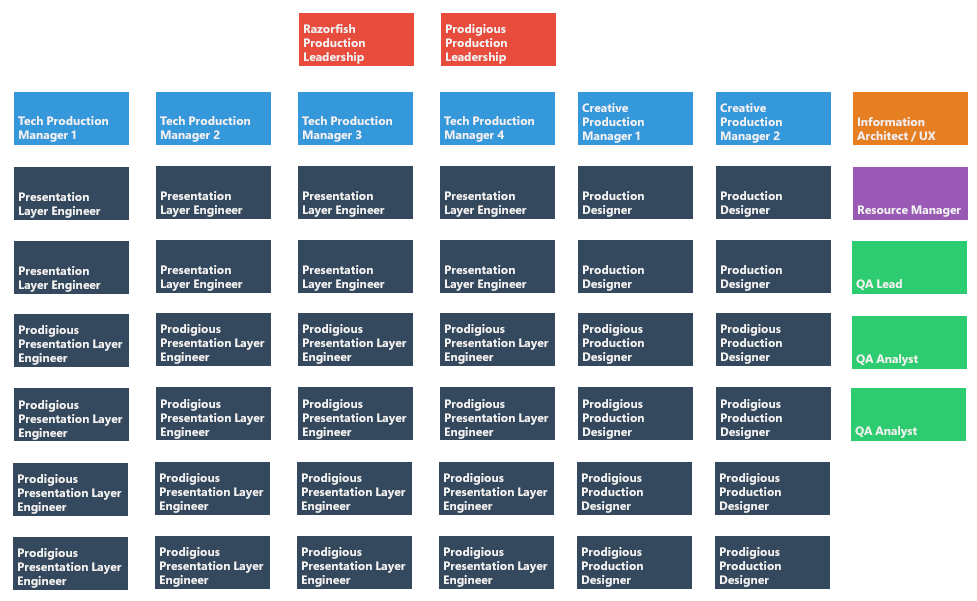 Razorfish
Production
Leadership
Prodigious
Production
Leadership
Tech Production
Manager 1
Tech Production
Manager 2
Tech Production
Manager 3
Tech Production
Manager 4
Creative
Production
Manager 1
Creative
Production
Manager 2
Information
Architect / UX
Presentation
Layer Engineer
Presentation
Layer Engineer
Presentation
Layer Engineer
Presentation
Layer Engineer
Production
Designer
Production
Designer
Resource Manager
Presentation
Layer Engineer
Presentation
Layer Engineer
Presentation
Layer Engineer
Presentation
Layer Engineer
Production
Designer
Production
Designer
QA Lead
Prodigious
Presentation Layer
Engineer
Prodigious
Presentation Layer
Engineer
Prodigious
Presentation Layer
Engineer
Prodigious
Presentation Layer
Engineer
Prodigious
Production
Designer
Prodigious
Production
Designer
QA Analyst
Prodigious
Presentation Layer
Engineer
Prodigious
Presentation Layer
Engineer
Prodigious
Presentation Layer
Engineer
Prodigious
Presentation Layer
Engineer
Prodigious
Production
Designer
Prodigious
Production
Designer
QA Analyst
Prodigious
Presentation Layer
Engineer
Prodigious
Presentation Layer
Engineer
Prodigious
Presentation Layer
Engineer
Prodigious
Presentation Layer
Engineer
Prodigious
Production
Designer
Prodigious
Production
Designer
Prodigious
Presentation Layer
Engineer
Prodigious
Presentation Layer
Engineer
Prodigious
Presentation Layer
Engineer
Prodigious
Presentation Layer
Engineer
Prodigious
Production
Designer
Prodigious
Production
Designer